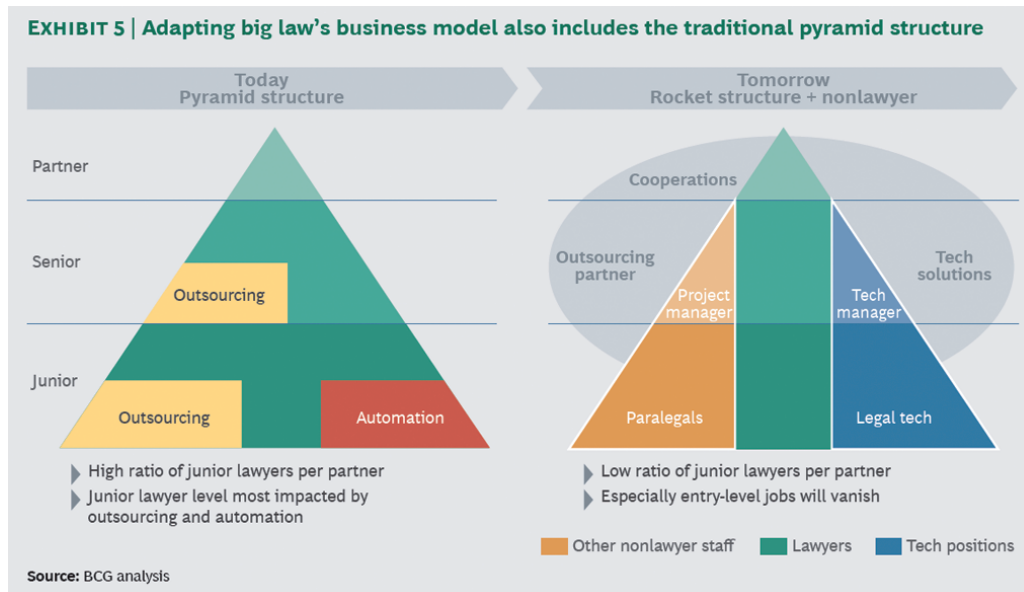 EXHIBIT 5 | Adapting big law's business model also includes the traditional pyramid structure
Today
Pyramid structure
Tomorrow
Rocket structure + nonlawyer
Partner
Senior
Junior
Outsourcing
Outsourcing
Automation
High ratio of junior lawyers per partner
Junior lawyer level most impacted by
outsourcing and automation
Cooperations
Outsourcing
partner
Tech
solutions
Project
manager
Tech
manager
Paralegals
Legal tech
Low ratio of junior lawyers per partner
Especially entry-level jobs will vanish
Other nonlawyer staff
Lawyers
Tech positions
Source: BCG analysis